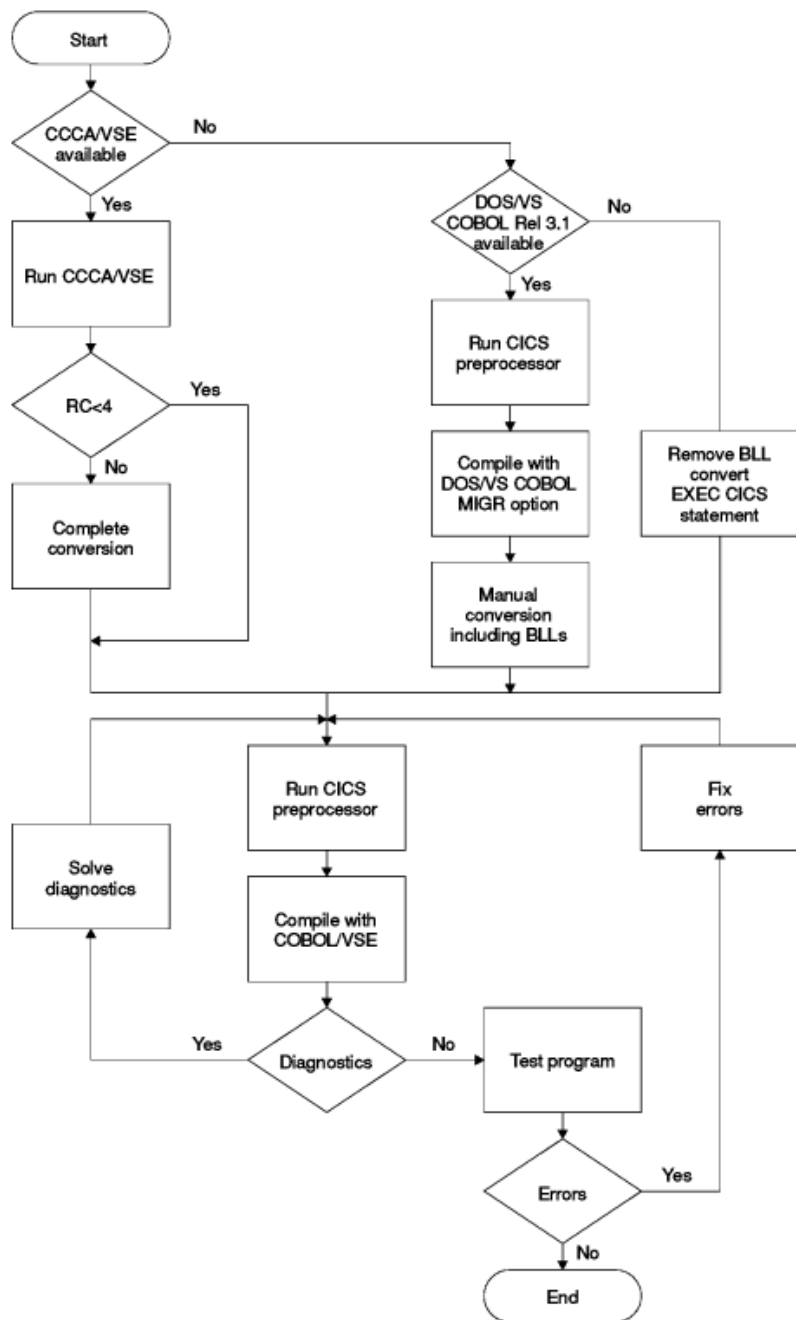 Start
CCCA/VSE
available
No
Yes
DOS/VS
COBOL Rel 3.1
available
No
Yes
Run CCCA/VSE
Run CICS
preprocessor
RC<4
Yes
No
Compile with
DOS/VS COBOL
MIGR option
Remove BLL
convert
EXEC CICS
statement
Complete
conversion
Manual
conversion
including BLLs
Run CICS
preprocessor
Fix
errors
Solve
diagnostics
Compile with
COBOL/VSE
Yes
Diagnostics
No
Test program
Errors
Yes
No
End